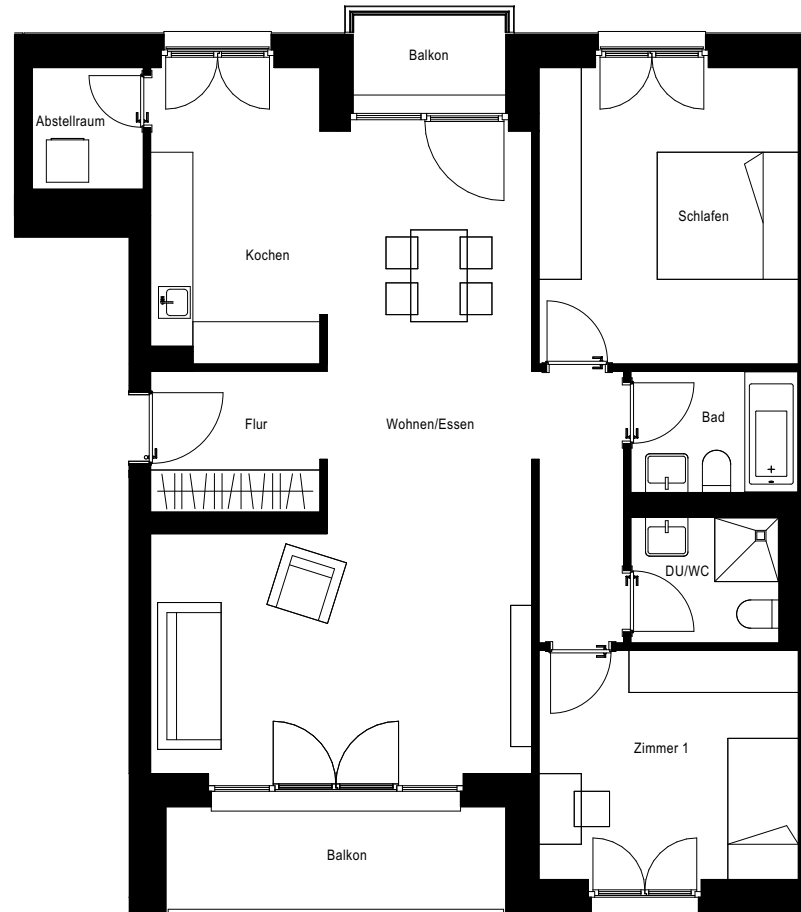 Balkon
Abstellraum
Schlafen
Kochen
Flur
Wohnen/Essen
Bad
DU/WC
Zimmer 1
Balkon